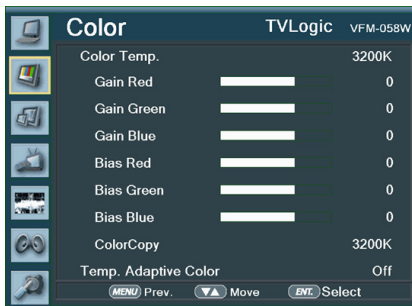 Color TVLogic VFM-058W
Color Temp. 3200K
Gain Red 0
Gain Green 0
Gain Blue 0
Bias Red 0
Bias Green 0
Bias Blue 0
ColorCopy 3200K
Temp. Adaptive Color Off
MENU Prev. ▼▲ Move ENT. Select